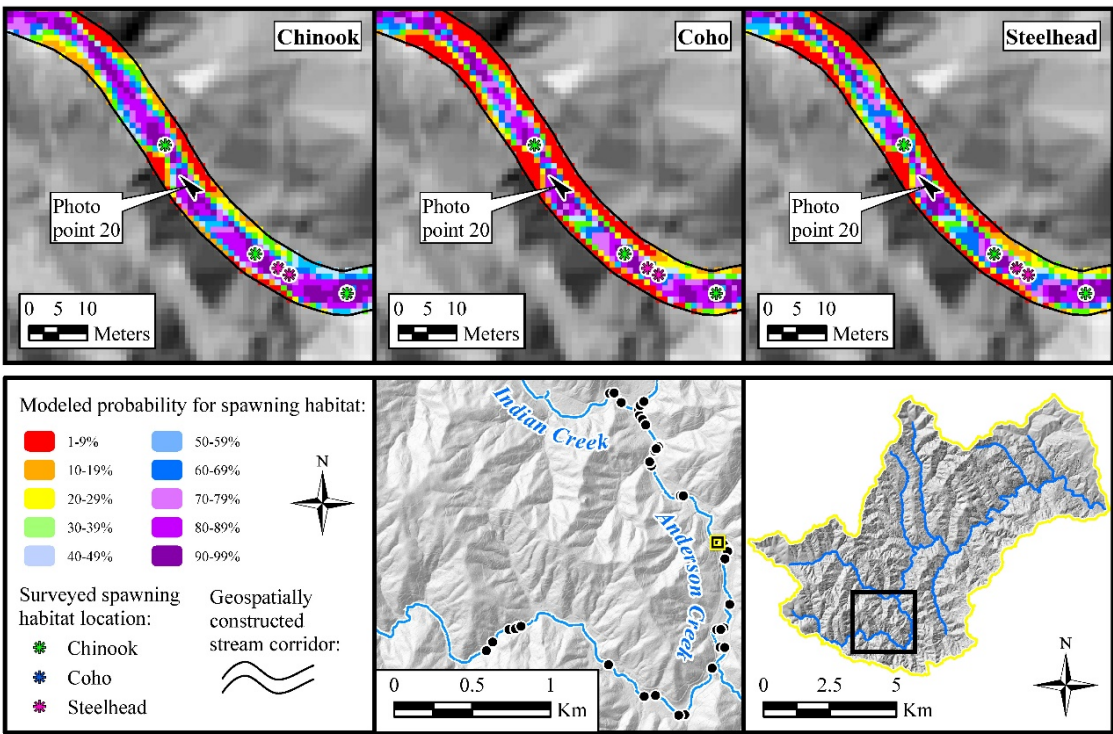 Chinook
Photo
point 20
0 5 10
Meters
Coho
Photo
point 20
0 5 10
Meters
Steelhead
Photo
point 20
0 5 10
Meters
Modeled probability for spawning habitat:
1-9%
10-19%
20-29%
30-39%
40-49%
50-59%
60-69%
70-79%
80-89%
90-99%
N
Surveyed spawning
habitat location:
Chinook
Coho
Steelhead
Geospatially
constructed
stream corridor:
Indian Creek
Anderson Creek
0 0.5 1
Km
0 2.5 5
Km
N